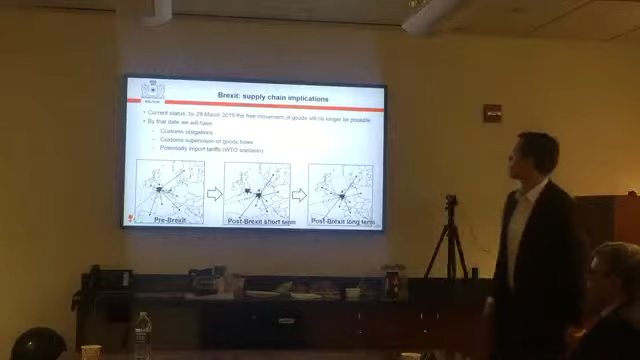 Brexit: supply chain implications
• Current status: by 29 March 2019 the free movement of goods will no longer be possible
• By that date we will have
- Customs obligations
- Customs supervision of goods flows
- Potentially import tariffs (WTO scenario)
Pre-Brexit
Post-Brexit short term
Post-Brexit long term